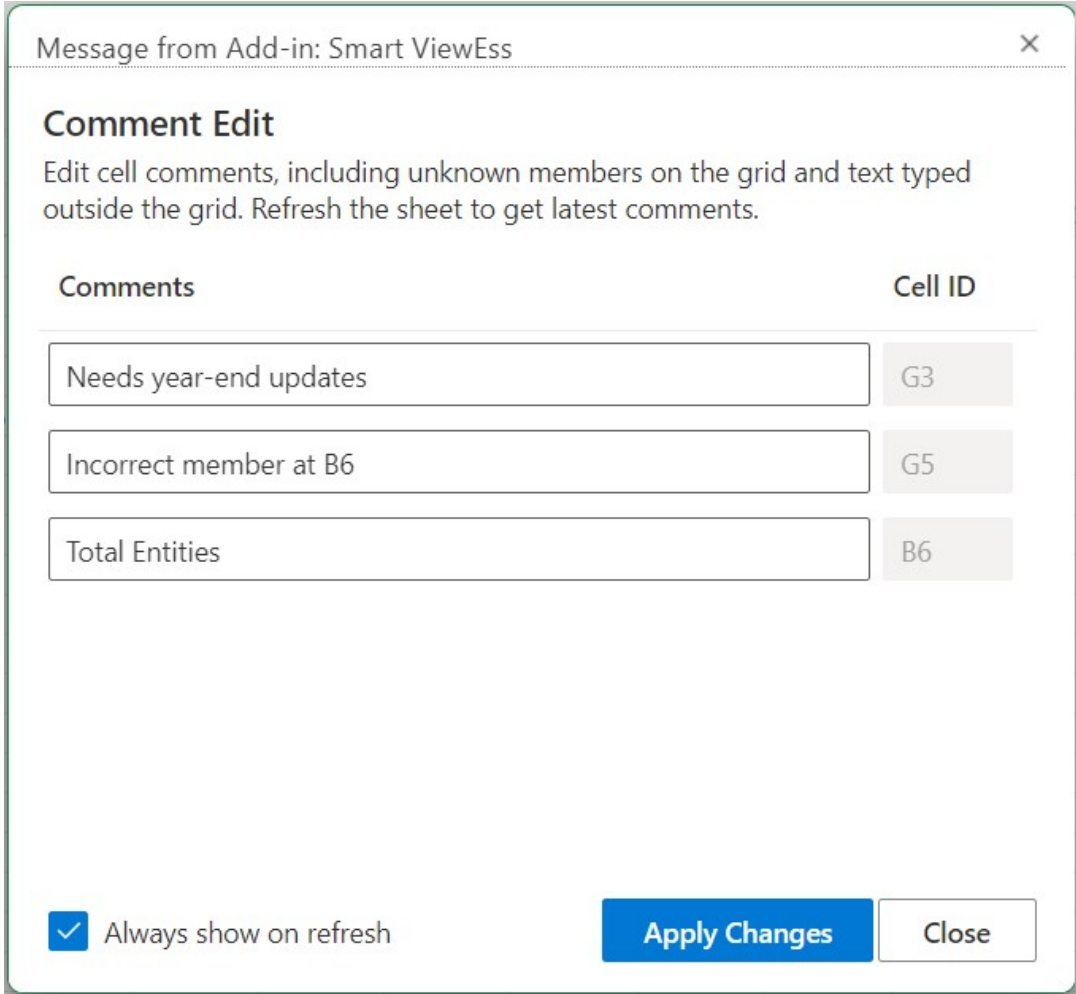 Message from Add-in: Smart ViewEss
Comment Edit
Edit cell comments, including unknown members on the grid and text typed
outside the grid. Refresh the sheet to get latest comments.
Comments Cell ID
Needs year-end updates G3
Incorrect member at B6 G5
Total Entities B6
Always show on refresh Apply Changes Close